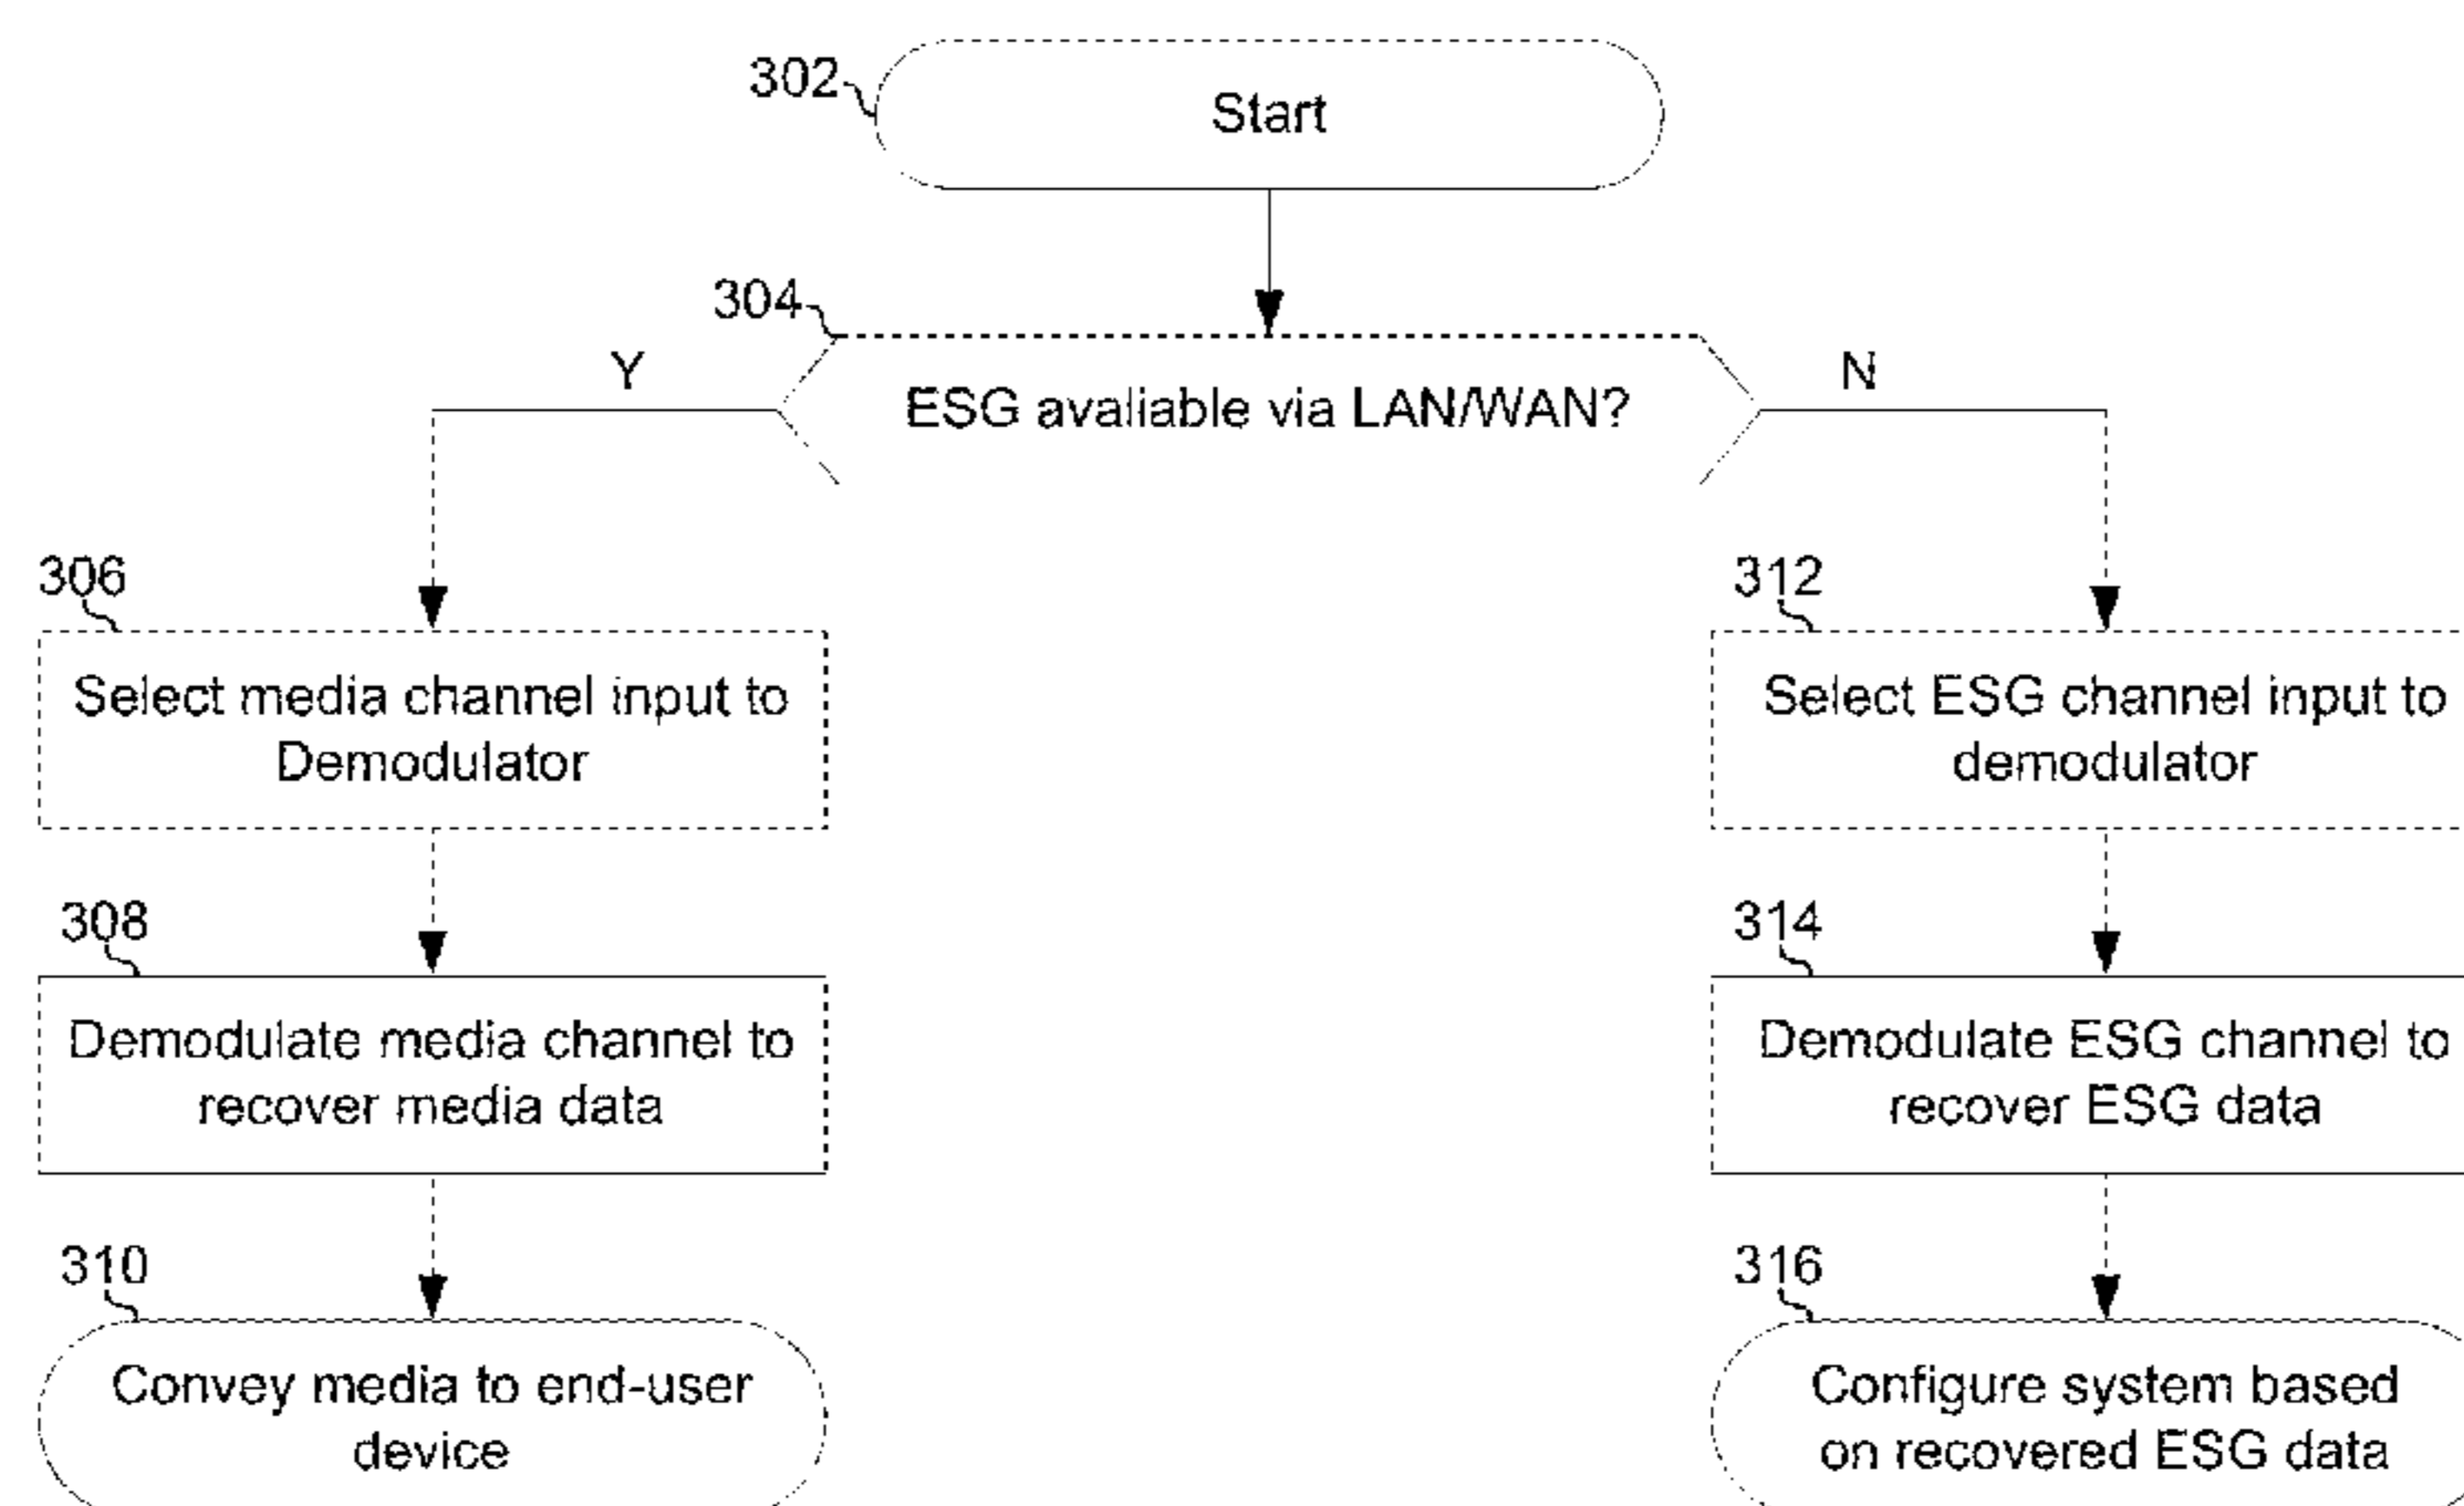 302
Start
304
Y
ESG avaliable via LAN/WAN?
N
306
Select media channel input to
Demodulator
312
Select ESG channel input to
demodulator
308
Demodulate media channel to
recover media data
314
Demodulate ESG channel to
recover ESG data
310
Convey media to end-user
device
316
Configure system based
on recovered ESG data